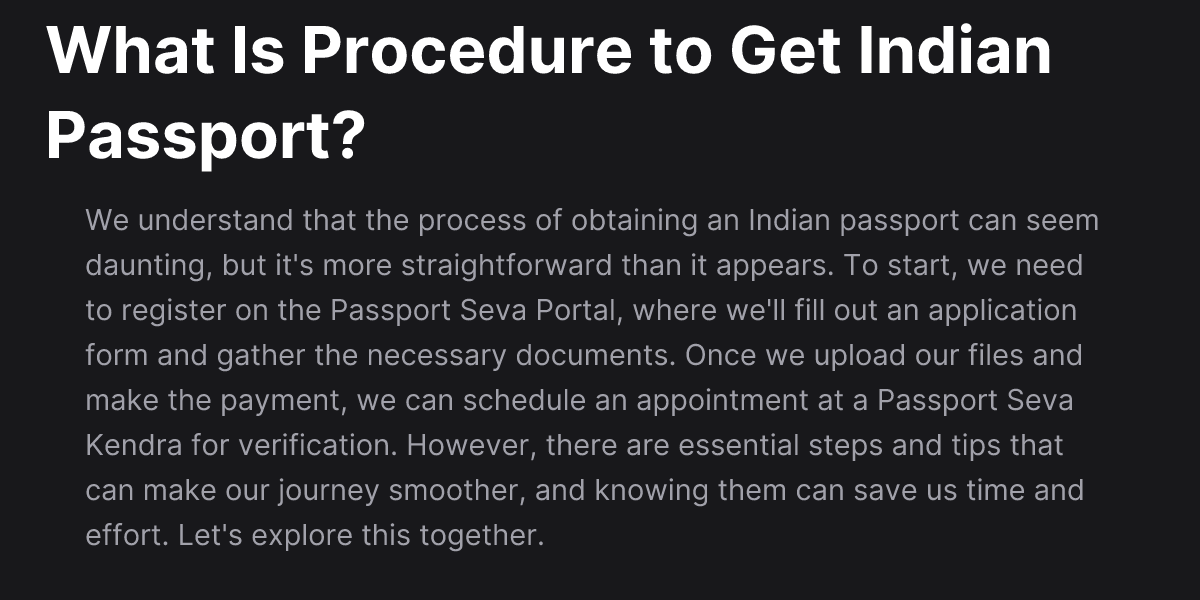 What Is Procedure to Get Indian
Passport?
We understand that the process of obtaining an Indian passport can seem
daunting, but it's more straightforward than it appears. To start, we need
to register on the Passport Seva Portal, where we'll fill out an application
form and gather the necessary documents. Once we upload our files and
make the payment, we can schedule an appointment at a Passport Seva
Kendra for verification. However, there are essential steps and tips that
can make our journey smoother, and knowing them can save us time and
effort. Let's explore this together.